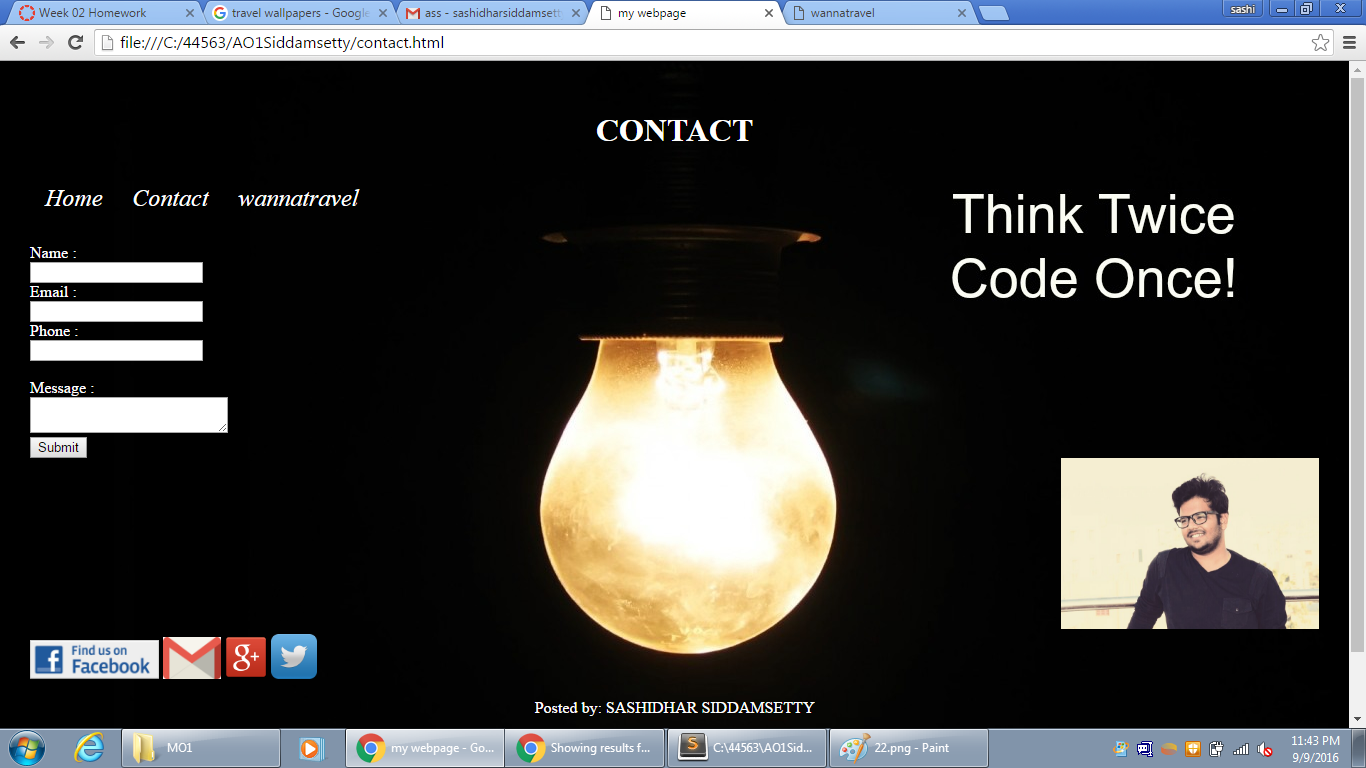 Week 02 Homework
travel wallpapers - Google
ass - sashidharsiddamsett
my webpage
wannatravel
sashi
file:///C:/44563/AO1Siddamsetty/contact.html
CONTACT
Home Contact wannatravel
Think Twice
Code Once!
Name :
Email :
Phone :
Message :
Submit
Find us on
Facebook
g+
Posted by: SASHIDHAR SIDDAMSETTY
MO1
my webpage - Go...
Showing results f...
C:\44563\AO1Sid...
22.png - Paint
11:43 PM
9/9/2016